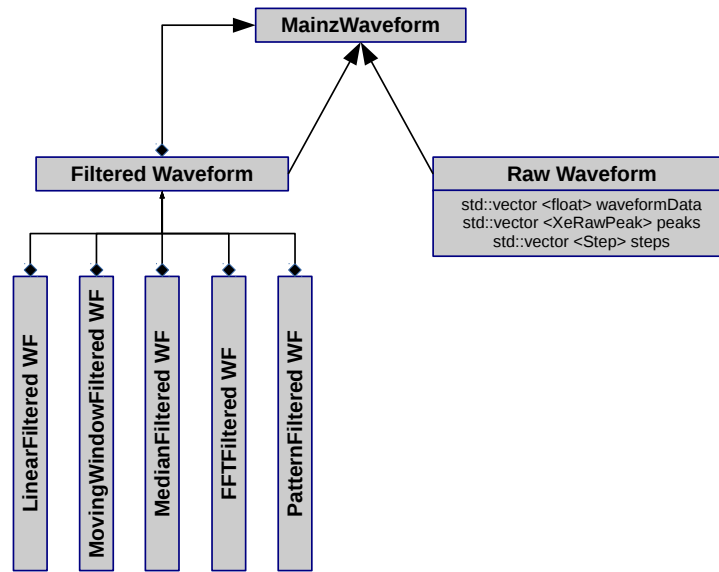 MainzWaveform
Filtered Waveform
Raw Waveform
std::vector <float> waveformData
std::vector <XeRawPeak> peaks
std::vector <Step> steps
LinearFiltered WF
MovingWindowFiltered WF
MedianFiltered WF
FFTFiltered WF
PatternFiltered WF